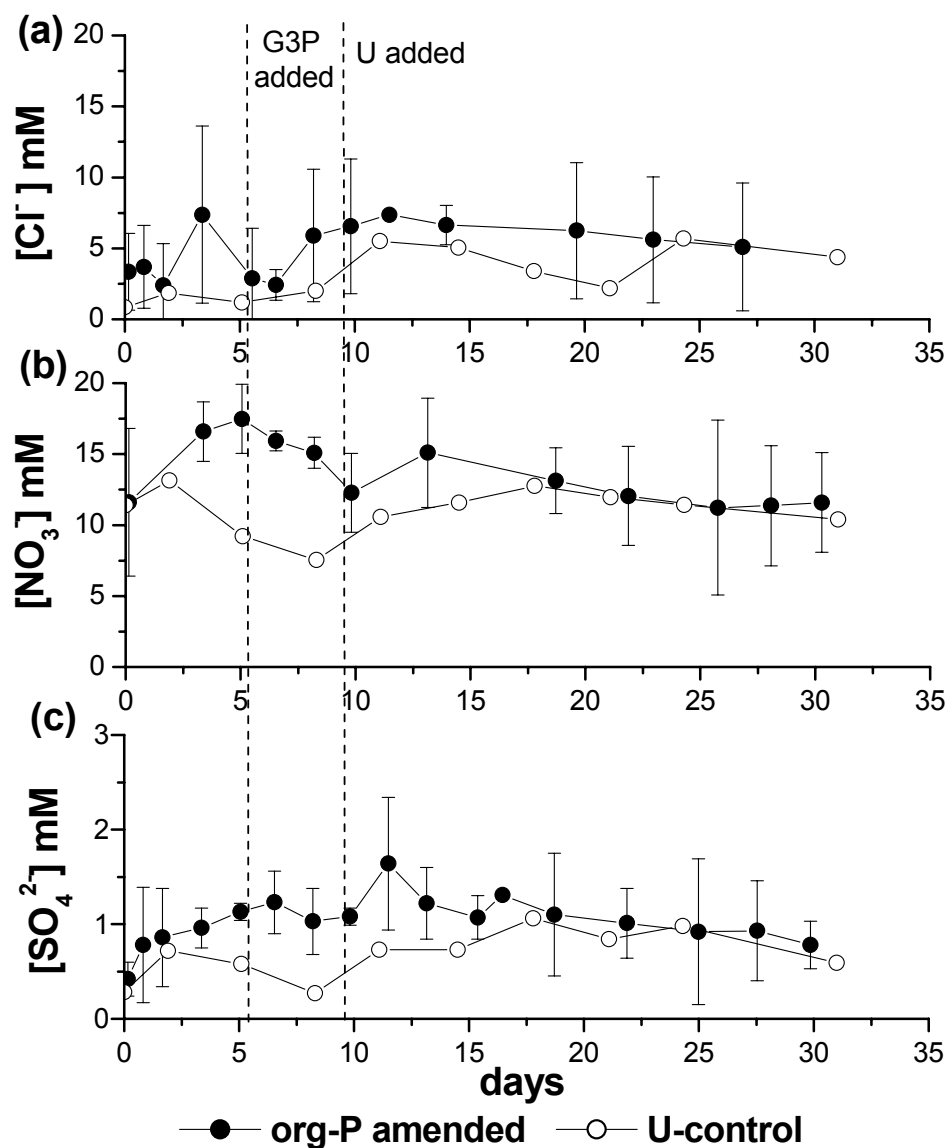 (a)
[Cl⁻] mM
20
15
10
5
0
G3P
added
U added
0 5 10 15 20 25 30 35
(b)
[NO₃⁻] mM
20
15
10
5
0
0 5 10 15 20 25 30 35
(c)
[SO₄²⁻] mM
3
2
1
0
0 5 10 15 20 25 30 35
days
org-P amended U-control